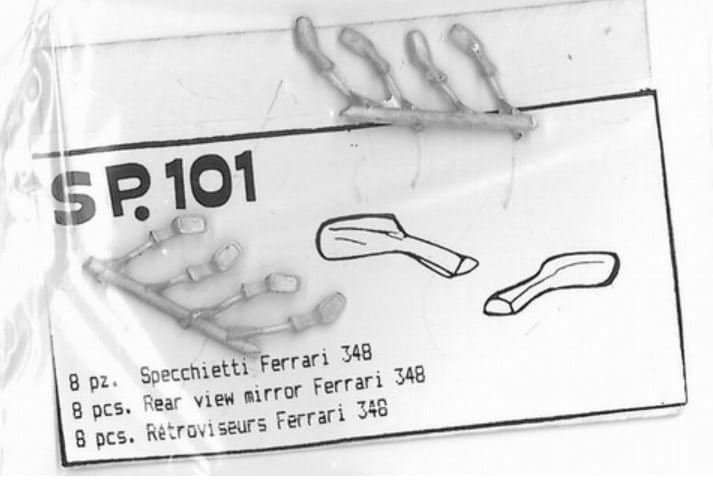 SP.101
8 pz. Specchietti Ferrari 348
8 pcs. Rear view mirror Ferrari 348
8 pcs. Rétroviseurs Ferrari 348